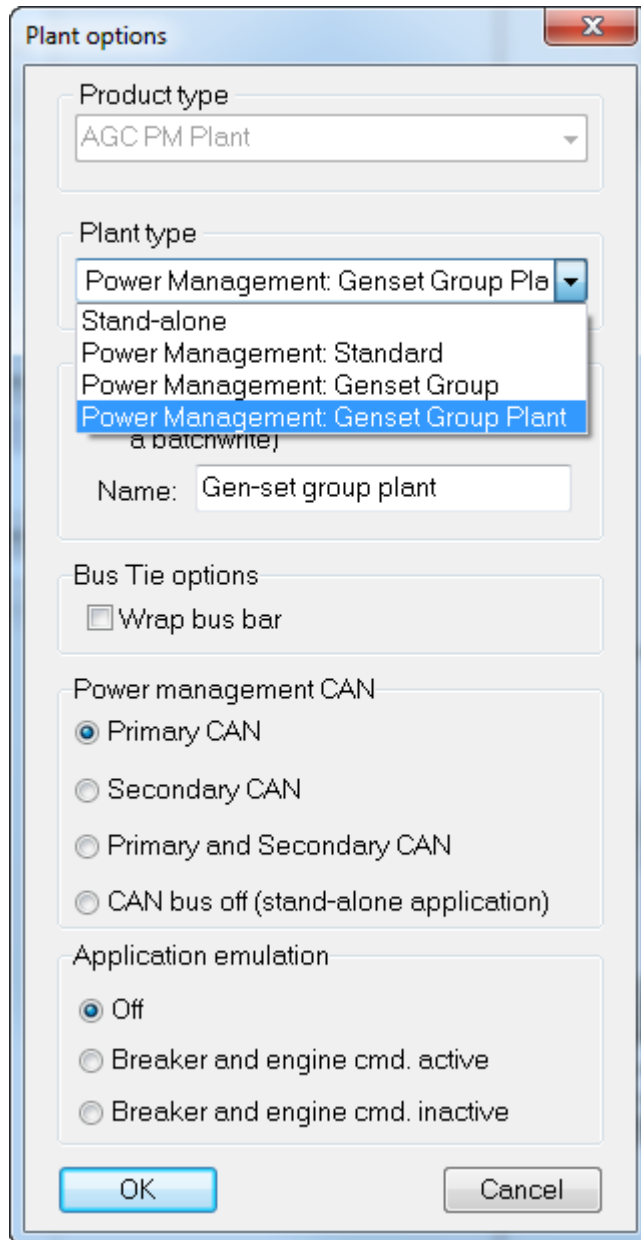 Plant options
Product type
AGC PM Plant
Plant type
Power Management: Genset Group Pla
Stand-alone
Power Management: Standard
Power Management: Genset Group
Power Management: Genset Group Plant
a batchwrite)
Name: Gen-set group plant
Bus Tie options
Wrap bus bar
Power management CAN
Primary CAN
Secondary CAN
Primary and Secondary CAN
CAN bus off (stand-alone application)
Application emulation
Off
Breaker and engine cmd. active
Breaker and engine cmd. inactive
OK Cancel